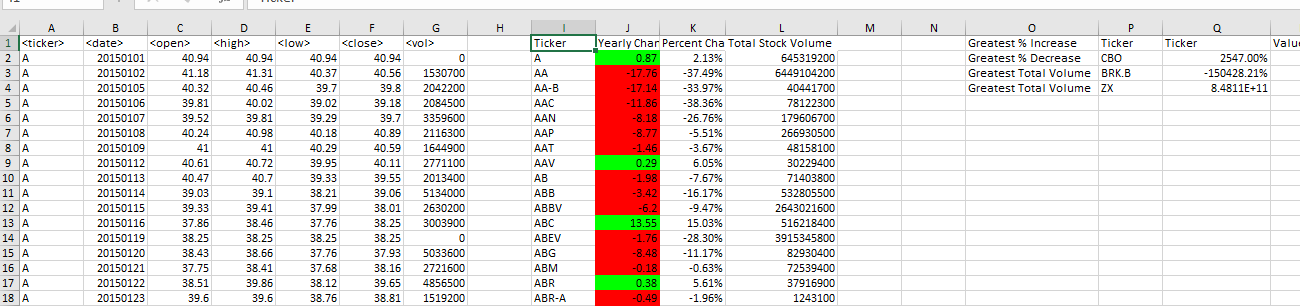 A B C D E F G H I J K L M N O P Q
1 <ticker> <date> <open> <high> <low> <close> <vol> Ticker Yearly Chan Percent Cha Total Stock Volume Greatest % Increase Ticker Ticker Valu
2 A 20150101 40.94 40.94 40.94 40.94 0 A 0.87 2.13% 645319200 Greatest % Decrease CBO 2547.00%
3 A 20150102 41.18 41.31 40.37 40.56 1530700 AA -17.76 -37.49% 6449104200 Greatest Total Volume BRK.B -150428.21%
4 A 20150105 40.32 40.46 39.7 39.8 2042200 AA-B -17.14 -33.97% 40441700 Greatest Total Volume ZX 8.4811E+11
5 A 20150106 39.81 40.02 39.02 39.18 2084500 AAC -11.86 -38.36% 78122300
6 A 20150107 39.52 39.81 39.29 39.7 3359600 AAN -8.18 -26.76% 179606700
7 A 20150108 40.24 40.98 40.18 40.89 2116300 AAP -8.77 -5.51% 266930500
8 A 20150109 41 41 40.29 40.59 1644900 AAT -1.46 -3.67% 48158100
9 A 20150112 40.61 40.72 39.95 40.11 2771100 AAV 0.29 6.05% 30229400
10 A 20150113 40.47 40.7 39.33 39.55 2013400 AB -1.98 -7.67% 71403800
11 A 20150114 39.03 39.1 38.21 39.06 5134000 ABB -3.42 -16.17% 532805500
12 A 20150115 39.33 39.41 37.99 38.01 2630200 ABBV -6.2 -9.47% 2643021600
13 A 20150116 37.86 38.46 37.76 38.25 3003900 ABC 13.55 15.03% 516218400
14 A 20150119 38.25 38.25 38.25 38.25 0 ABEV -1.76 -28.30% 3915345800
15 A 20150120 38.43 38.66 37.76 37.93 5033600 ABG -8.48 -11.17% 82930400
16 A 20150121 37.75 38.41 37.68 38.16 2721600 ABM -0.18 -0.63% 72539400
17 A 20150122 38.51 39.86 38.12 39.65 4856500 ABR 0.38 5.61% 37916900
18 A 20150123 39.6 39.6 38.76 38.81 1519200 ABR-A -0.49 -1.96% 1243100